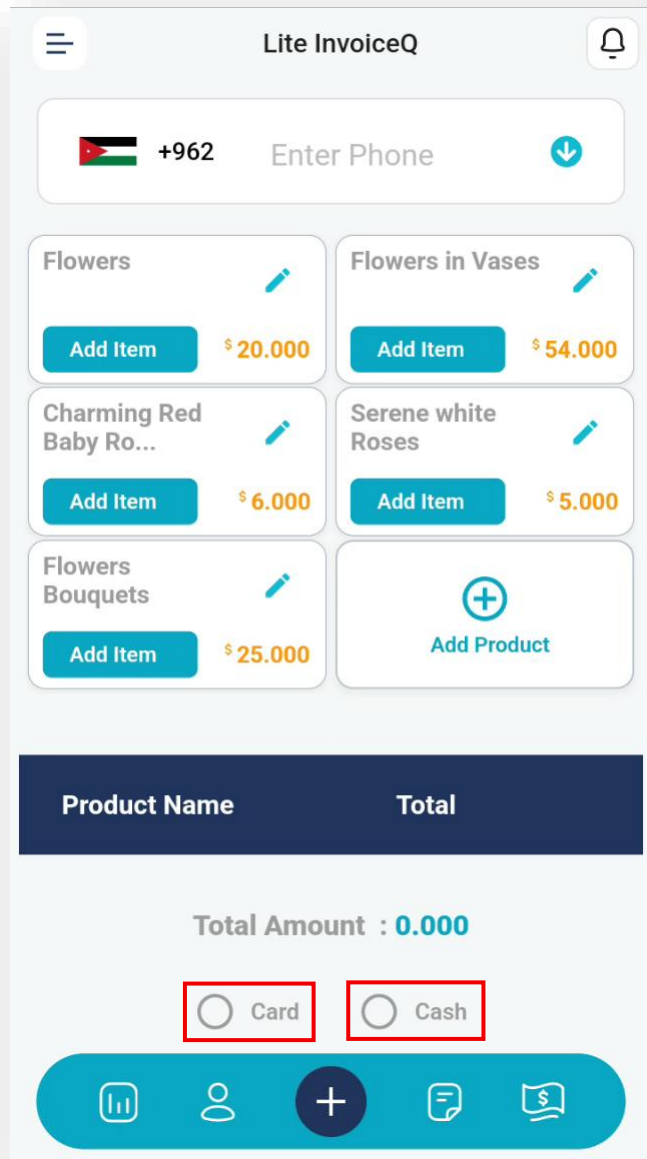 Lite InvoiceQ
+962 Enter Phone
Flowers
Add Item $ 20.000
Flowers in Vases
Add Item $ 54.000
Charming Red
Baby Ro...
Add Item $ 6.000
Serene white
Roses
Add Item $ 5.000
Flowers
Bouquets
Add Item $ 25.000
Add Product
Product Name Total
Total Amount : 0.000
Card Cash
$